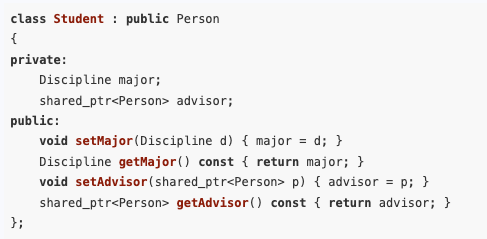 class Student : public Person
{
private:
    Discipline major;
    shared_ptr<Person> advisor;
public:
    void setMajor(Discipline d) { major = d; }
    Discipline getMajor() const { return major; }
    void setAdvisor(shared_ptr<Person> p) { advisor = p; }
    shared_ptr<Person> getAdvisor() const { return advisor; }
};